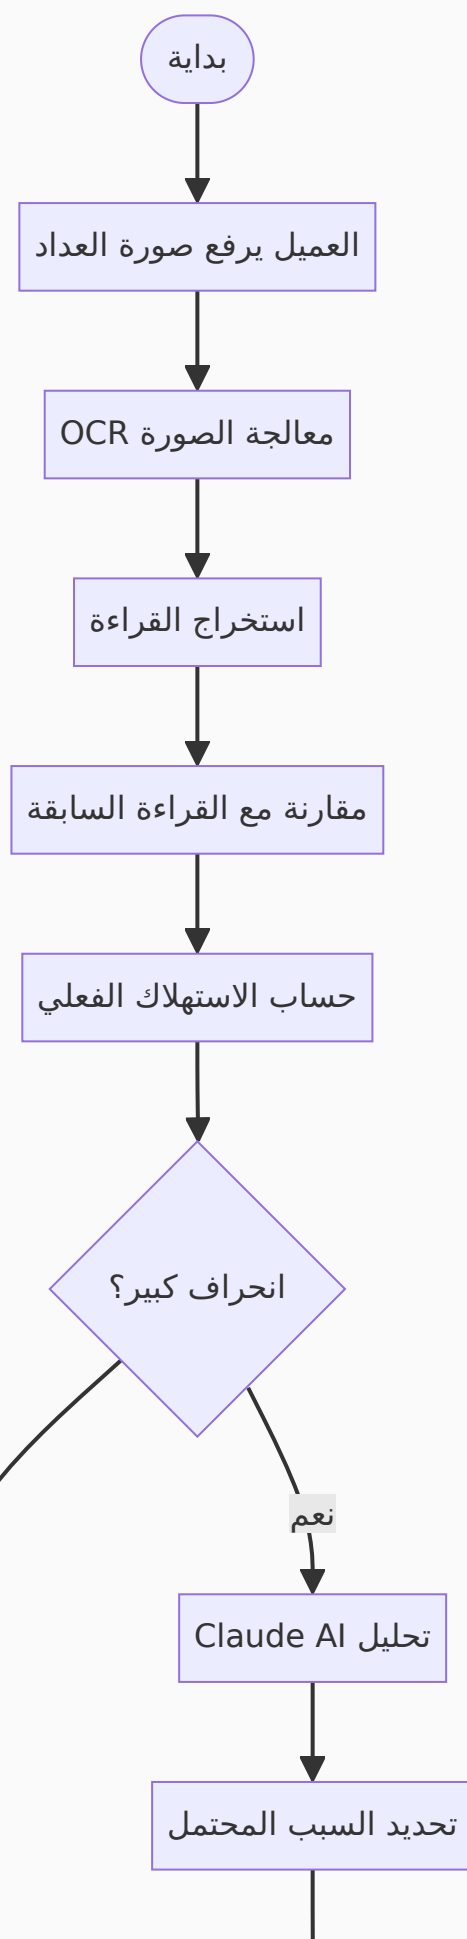 بداية
العميل يرفع صورة العداد
معالجة الصورة OCR
استخراج القراءة
مقارنة مع القراءة السابقة
حساب الاستهلاك الفعلي
انحراف كبير؟
نعم
تحليل Claude AI
تحديد السبب المحتمل